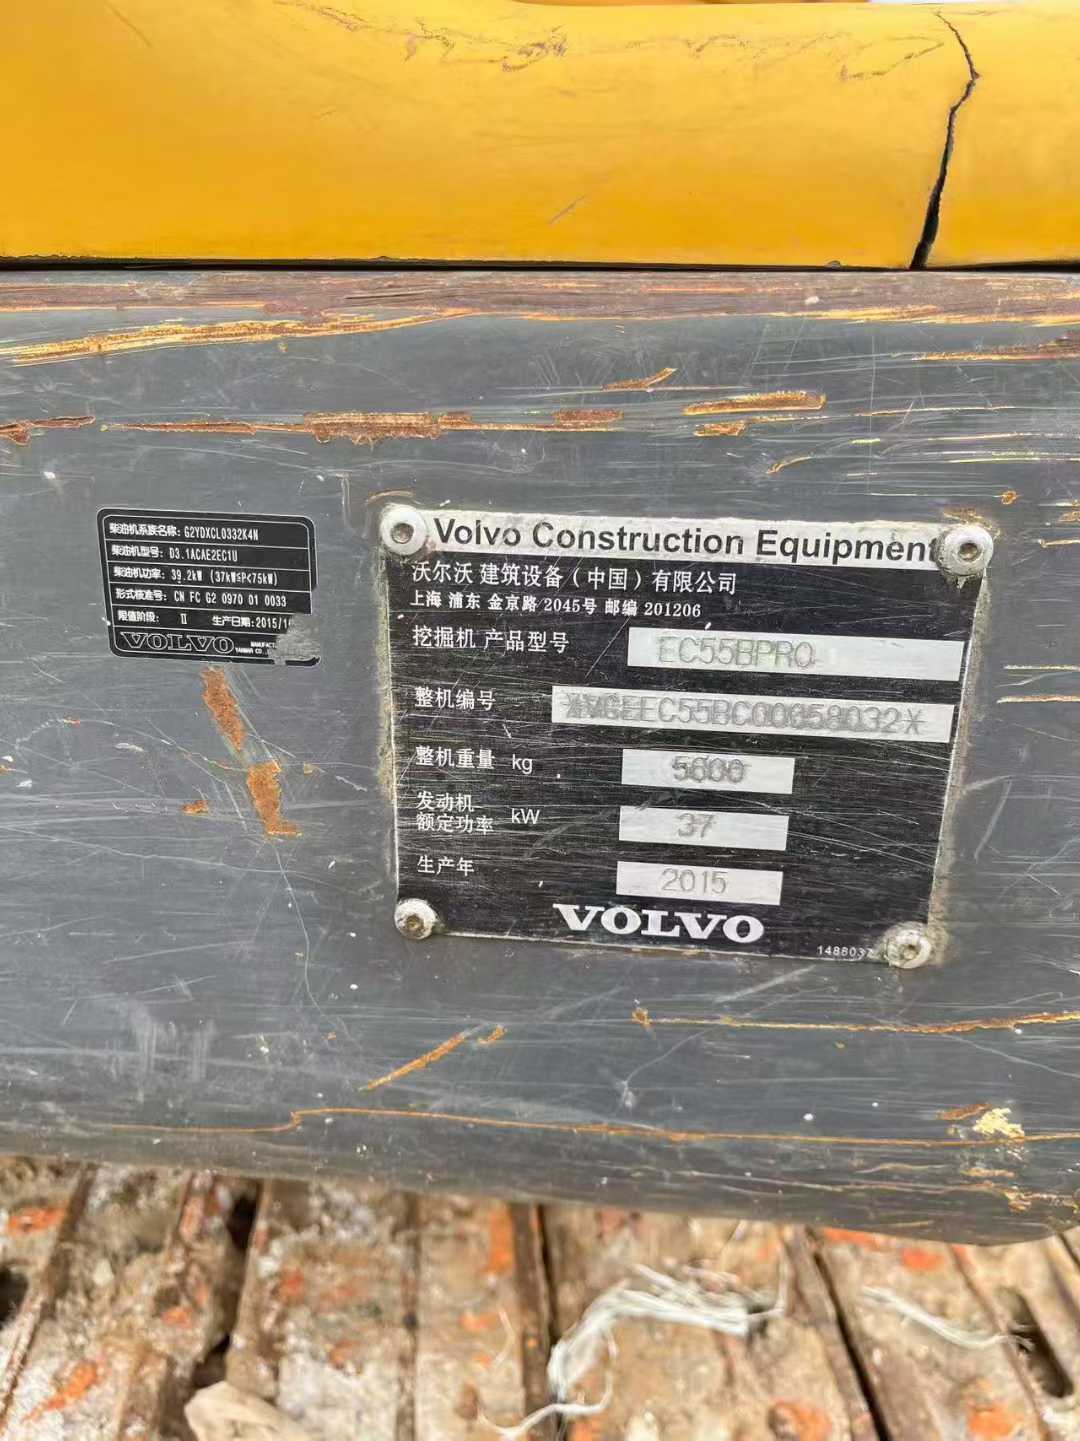 柴油机系族名称: G2YDXCL0332K4N
柴油机型号: D3.1ACAE2EC1U
柴油机功率: 39.2kW (37kW≤P<75kW)
形式核准号: CN FC G2 0970 01 0033
限值阶段: Ⅱ 生产日期: 2015/
VOLVO
YANMAR CO.,
Volvo Construction Equipment
沃尔沃 建筑设备（中国）有限公司
上海 浦东 金京路 2045号 邮编 201206
挖掘机 产品型号 EC55BPRO
整机编号
整机重量 kg 5600
发动机
额定功率 kW 37
生产年 2015
VOLVO